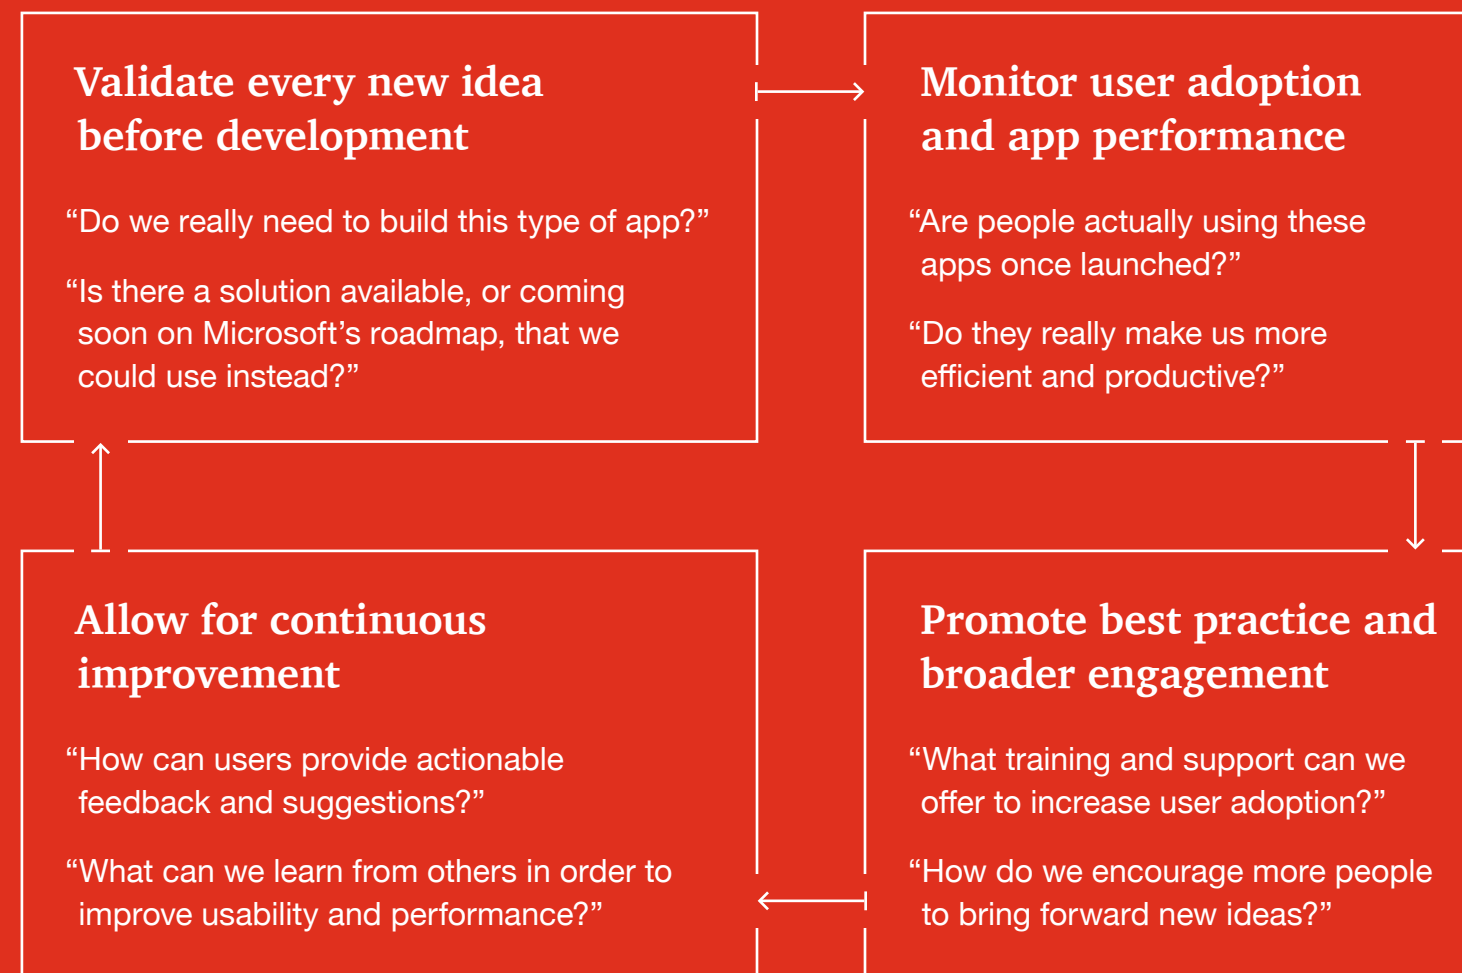 Validate every new idea
before development
“Do we really need to build this type of app?”
“Is there a solution available, or coming
soon on Microsoft’s roadmap, that we
could use instead?”
Monitor user adoption
and app performance
“Are people actually using these
apps once launched?”
“Do they really make us more
efficient and productive?”
Allow for continuous
improvement
“How can users provide actionable
feedback and suggestions?”
“What can we learn from others in order to
improve usability and performance?”
Promote best practice and
broader engagement
“What training and support can we
offer to increase user adoption?”
“How do we encourage more people
to bring forward new ideas?”